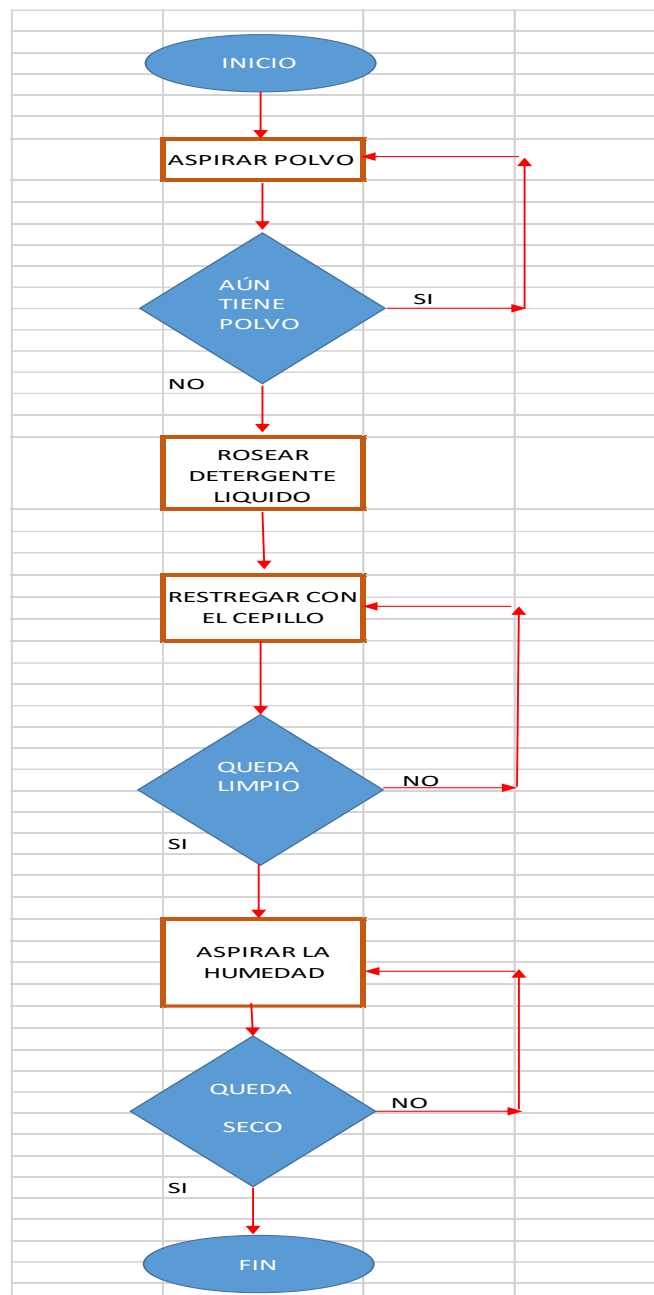 INICIO
ASPIRAR POLVO
AÚN
TIENE
POLVO
SI
NO
ROSEAR
DETERGENTE
LIQUIDO
RESTREGAR CON
EL CEPILLO
QUEDA
LIMPIO
NO
SI
ASPIRAR LA
HUMEDAD
QUEDA
SECO
NO
SI
FIN